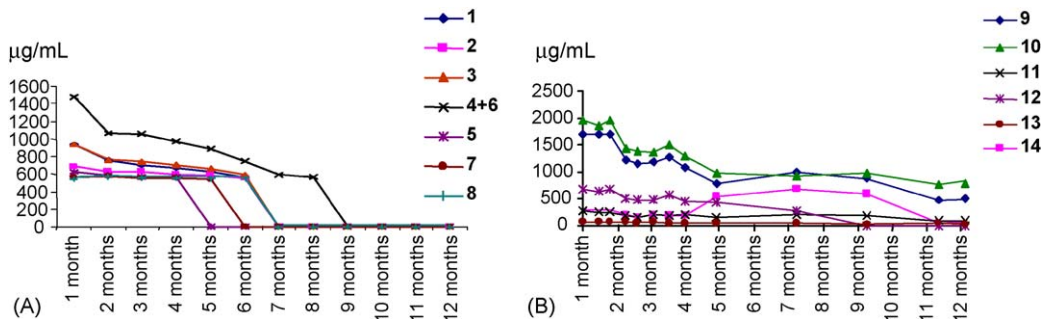 μg/mL
1600
1400
1200
1000
800
600
400
200
0
1 month
2 months
3 months
4 months
5 months
6 months
7 months
8 months
9 months
10 months
11 months
12 months
(A)
1
2
3
4+6
5
7
8
μg/mL
2500
2000
1500
1000
500
0
1 month
2 months
3 months
4 months
5 months
6 months
7 months
8 months
9 months
10 months
11 months
12 months
(B)
9
10
11
12
13
14